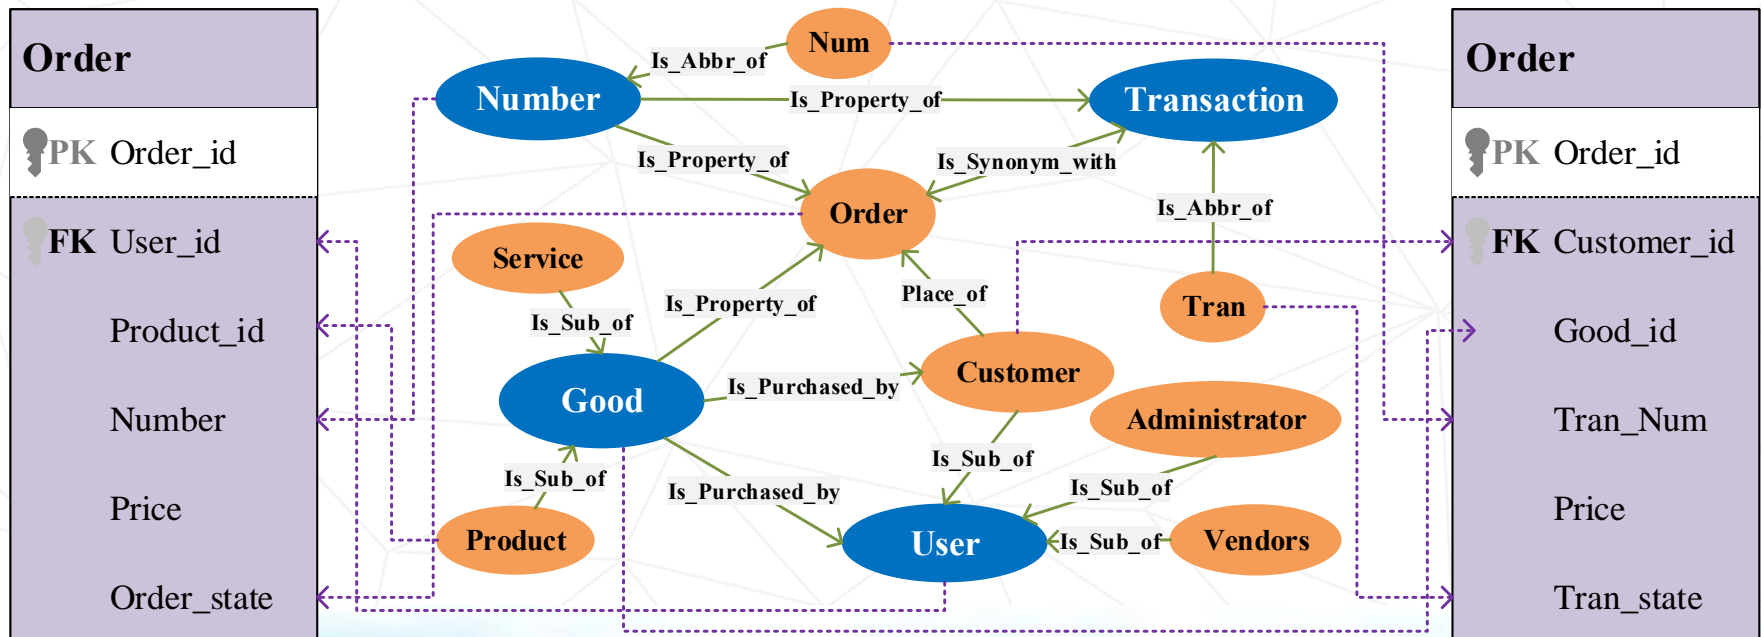 Order
PK Order_id
FK User_id
Product_id
Number
Price
Order_state
Num
Is_Abbr_of
Number
Is_Property_of
Transaction
Is_Property_of
Is_Synonym_with
Order
Is_Abbr_of
Service
Place_of
Is_Property_of
Tran
Is_Sub_of
Customer
Is_Purchased_by
Good
Administrator
Is_Sub_of
Is_Sub_of
Is_Purchased_by
Is_Sub_of
Product
User
Is_Sub_of
Vendors
Order
PK Order_id
FK Customer_id
Good_id
Tran_Num
Price
Tran_state